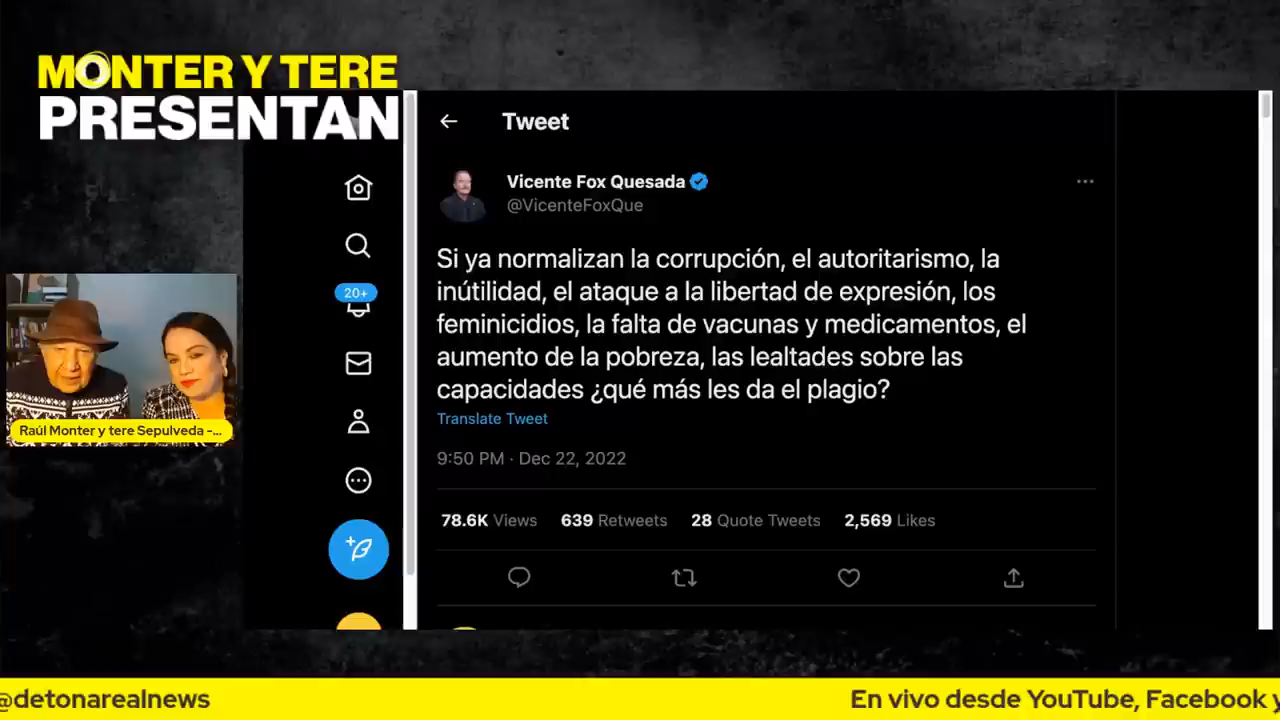 MONTER Y TERE
PRESENTAN
Tweet
Vicente Fox Quesada
@VicenteFoxQue
Si ya normalizan la corrupción, el autoritarismo, la
inútilidad, el ataque a la libertad de expresión, los
feminicidios, la falta de vacunas y medicamentos, el
aumento de la pobreza, las lealtades sobre las
capacidades ¿qué más les da el plagio?
Translate Tweet
9:50 PM · Dec 22, 2022
78.6K Views 639 Retweets 28 Quote Tweets 2,569 Likes
20+
Raúl Monter y tere Sepulveda -...
@detonarealnews
En vivo desde YouTube, Facebook y